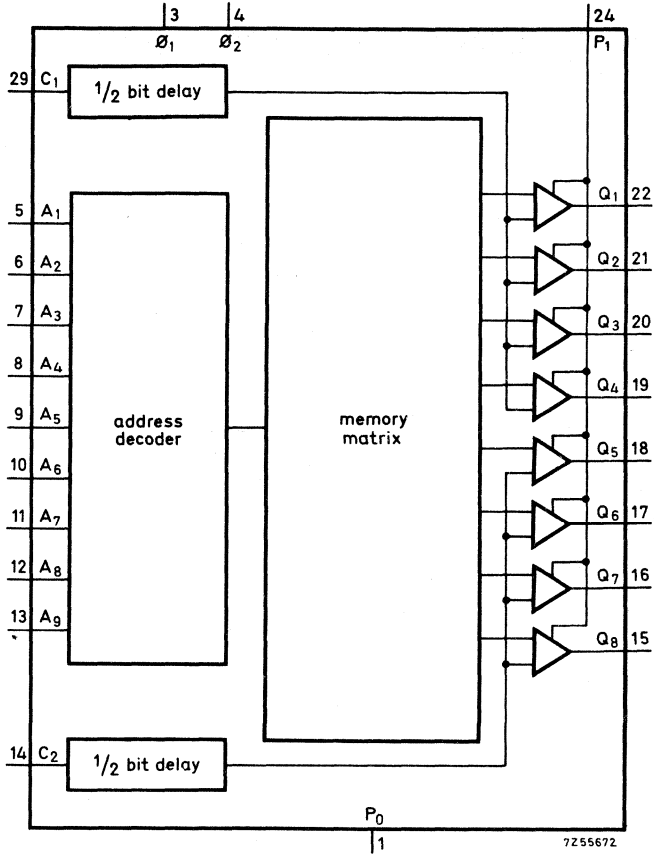 3 4 24
Ø1 Ø2 P1
29 C1 1/2 bit delay
5 A1
6 A2
7 A3
8 A4
9 A5
10 A6
11 A7
12 A8
13 A9
address
decoder
memory
matrix
Q1 22
Q2 21
Q3 20
Q4 19
Q5 18
Q6 17
Q7 16
Q8 15
14 C2 1/2 bit delay
P0
1
7Z55672